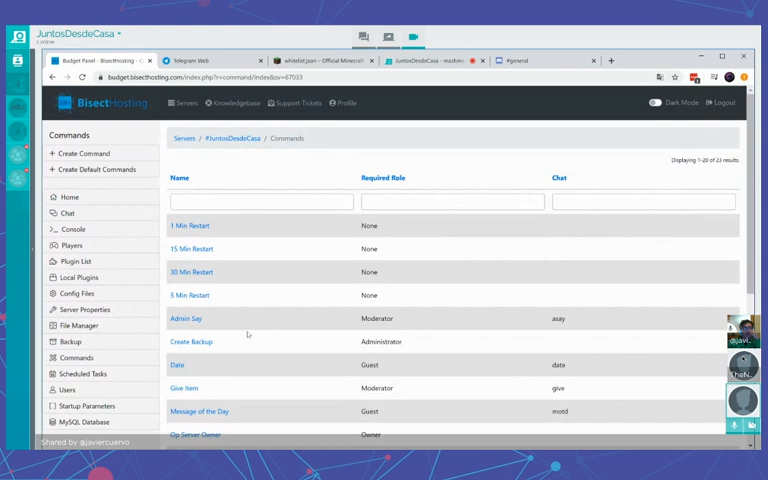 JuntosDesdeCasa
online
Budget Panel - BisectHosting
Telegram Web
whitelist.json – Official Minecraft
JuntosDesdeCasa - mashm
#general
budget.bisecthosting.com/index.php?r=command/index&sv=67033
BisectHosting
Servers
Knowledgebase
Support Tickets
Profile
Dark Mode
Logout
Commands
Servers / #JuntosDesdeCasa / Commands
+ Create Command
+ Create Default Commands
Displaying 1-20 of 23 results.
Name Required Role Chat
Home
Chat
Console
Players
Plugin List
Local Plugins
Config Files
Server Properties
File Manager
Backup
Commands
Scheduled Tasks
Users
Startup Parameters
MySQL Database
1 Min Restart None
15 Min Restart None
30 Min Restart None
5 Min Restart None
Admin Say Moderator asay
Create Backup Administrator
Date Guest date
Give Item Moderator give
Message of the Day Guest motd
Op Server Owner Owner
@javi...
TheN...
Shared by @javiercuervo